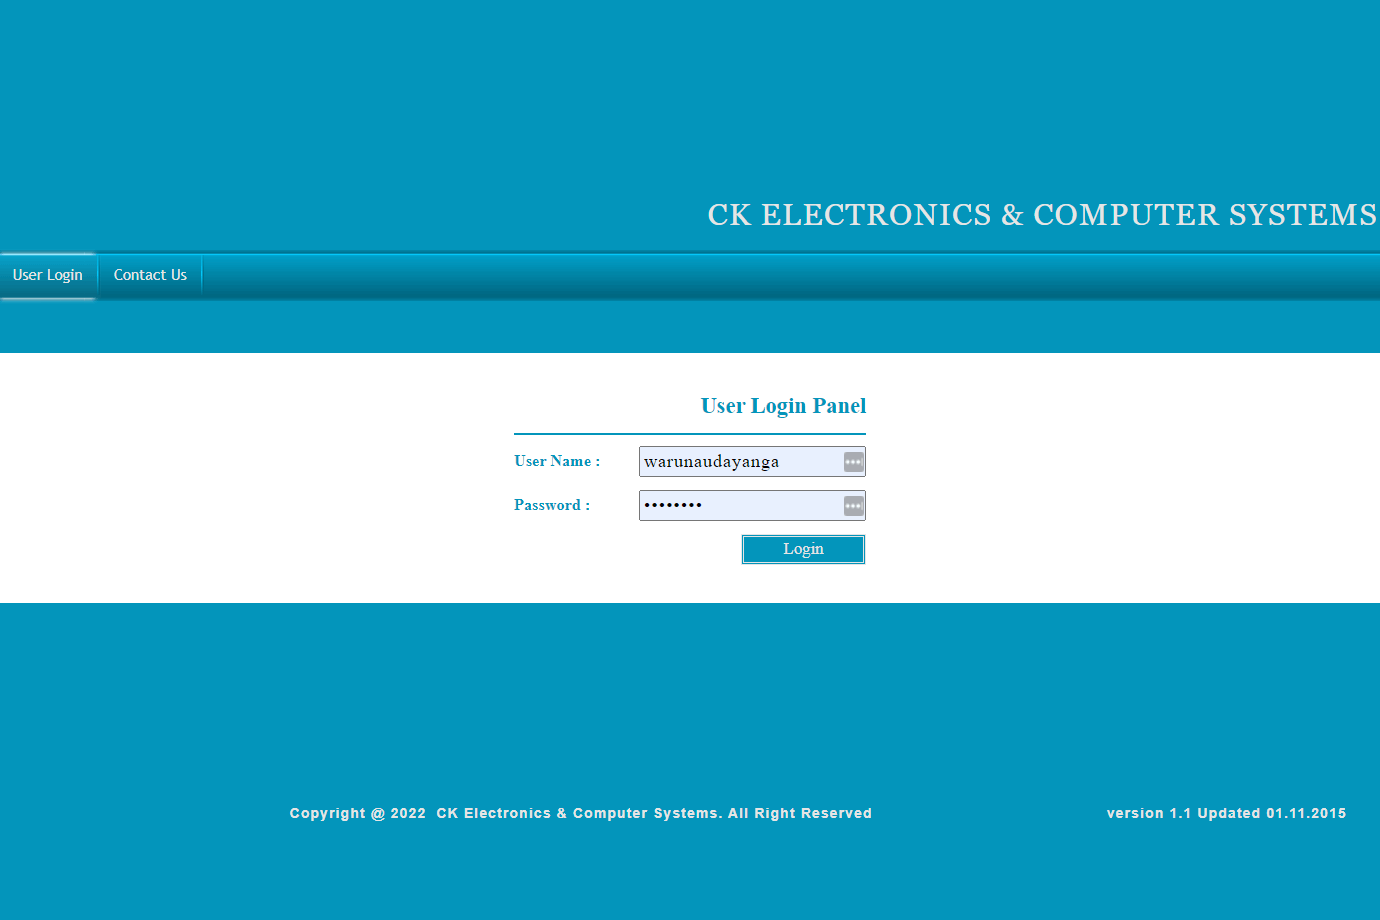 CK ELECTRONICS & COMPUTER SYSTEMS
User Login Contact Us
User Login Panel
User Name : warunaudayanga
Password : ••••••••
Login
Copyright @ 2022 CK Electronics & Computer Systems. All Right Reserved version 1.1 Updated 01.11.2015